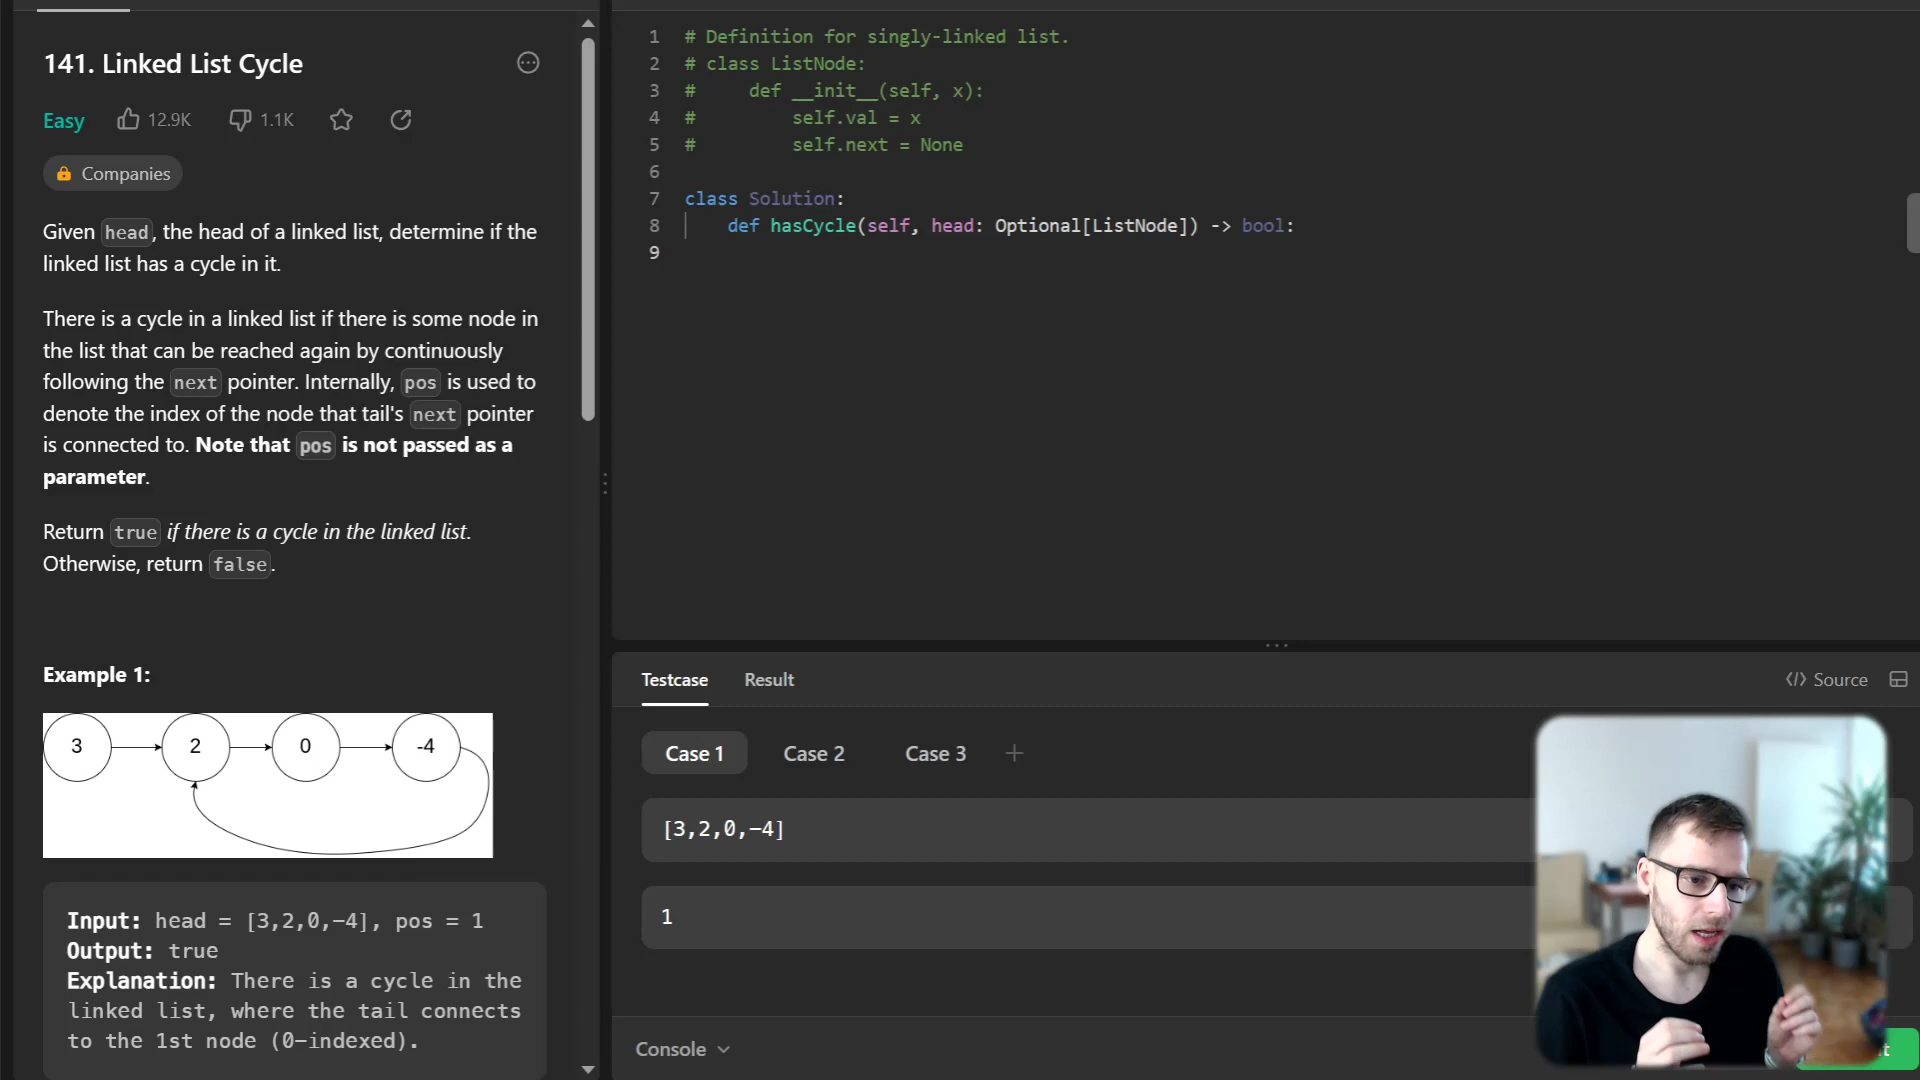 141. Linked List Cycle
Easy
12.9K
1.1K
Companies
Given head, the head of a linked list, determine if the
linked list has a cycle in it.
There is a cycle in a linked list if there is some node in
the list that can be reached again by continuously
following the next pointer. Internally, pos is used to
denote the index of the node that tail's next pointer
is connected to. Note that pos is not passed as a
parameter.
Return true if there is a cycle in the linked list.
Otherwise, return false.
Example 1:
3
2
0
-4
Input: head = [3,2,0,-4], pos = 1
Output: true
Explanation: There is a cycle in the
linked list, where the tail connects
to the 1st node (0-indexed).
1 # Definition for singly-linked list.
2 # class ListNode:
3 #     def __init__(self, x):
4 #         self.val = x
5 #         self.next = None
6
7 class Solution:
8     def hasCycle(self, head: Optional[ListNode]) -> bool:
9
Testcase
Result
</> Source
Case 1
Case 2
Case 3
+
[3,2,0,-4]
1
Console